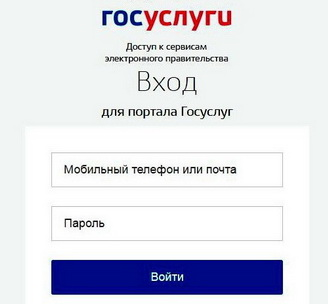 госуслуги
Доступ к сервисам
электронного правительства
Вход
для портала Госуслуг
Мобильный телефон или почта
Пароль
Войти